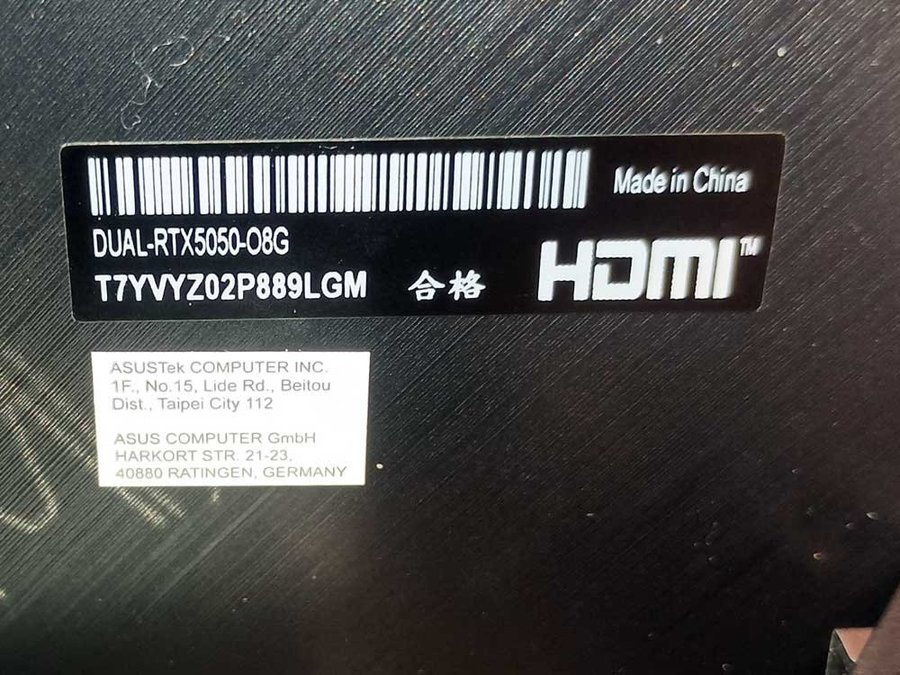 Made in China
DUAL-RTX5050-O8G
T7YVYZ02P889LGM 合格 HDMI™
ASUSTek COMPUTER INC.
1F., No.15, Lide Rd., Beitou
Dist., Taipei City 112
ASUS COMPUTER GmbH
HARKORT STR. 21-23,
40880 RATINGEN, GERMANY